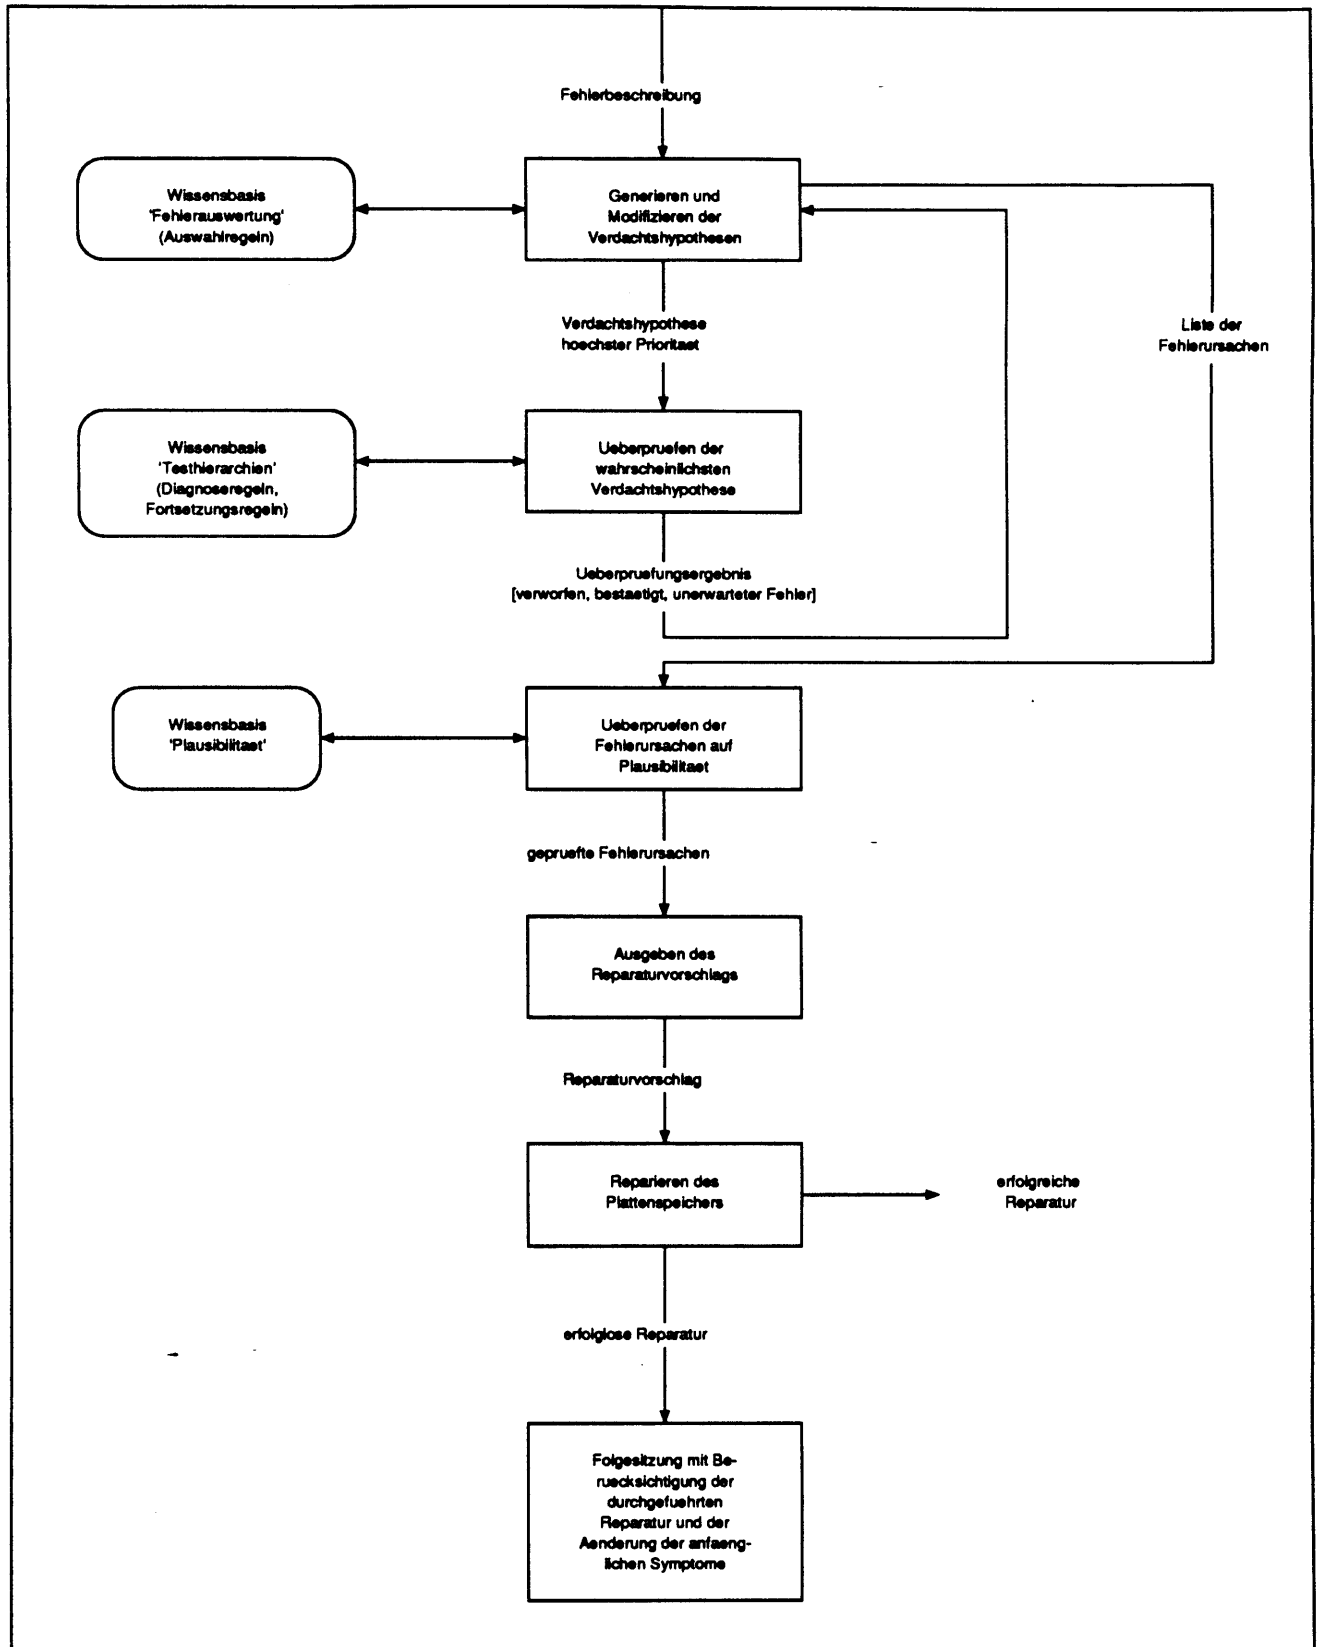 Fehlerbeschreibung
Wissensbasis
'Fehlerauswertung'
(Auswahlregeln)
Generieren und
Modifizieren der
Verdachtshypothesen
Verdachtshypothese
hoechster Prioritaet
Liste der
Fehlerursachen
Wissensbasis
'Testhierarchien'
(Diagnoseregeln,
Fortsetzungsregeln)
Ueberpruefen der
wahrscheinlichsten
Verdachtshypothese
Ueberpruefungsergebnis
[verworfen, bestaetigt, unerwarteter Fehler]
Wissensbasis
'Plausibilitaet'
Ueberpruefen der
Fehlerursachen auf
Plausibilitaet
gepruefte Fehlerursachen
Ausgeben des
Reparaturvorschlags
Reparaturvorschlag
Reparieren des
Plattenspeichers
erfolgreiche
Reparatur
erfolglose Reparatur
Folgesitzung mit Be-
ruecksichtigung der
durchgefuehrten
Reparatur und der
Aenderung der anfaeng-
lichen Symptome